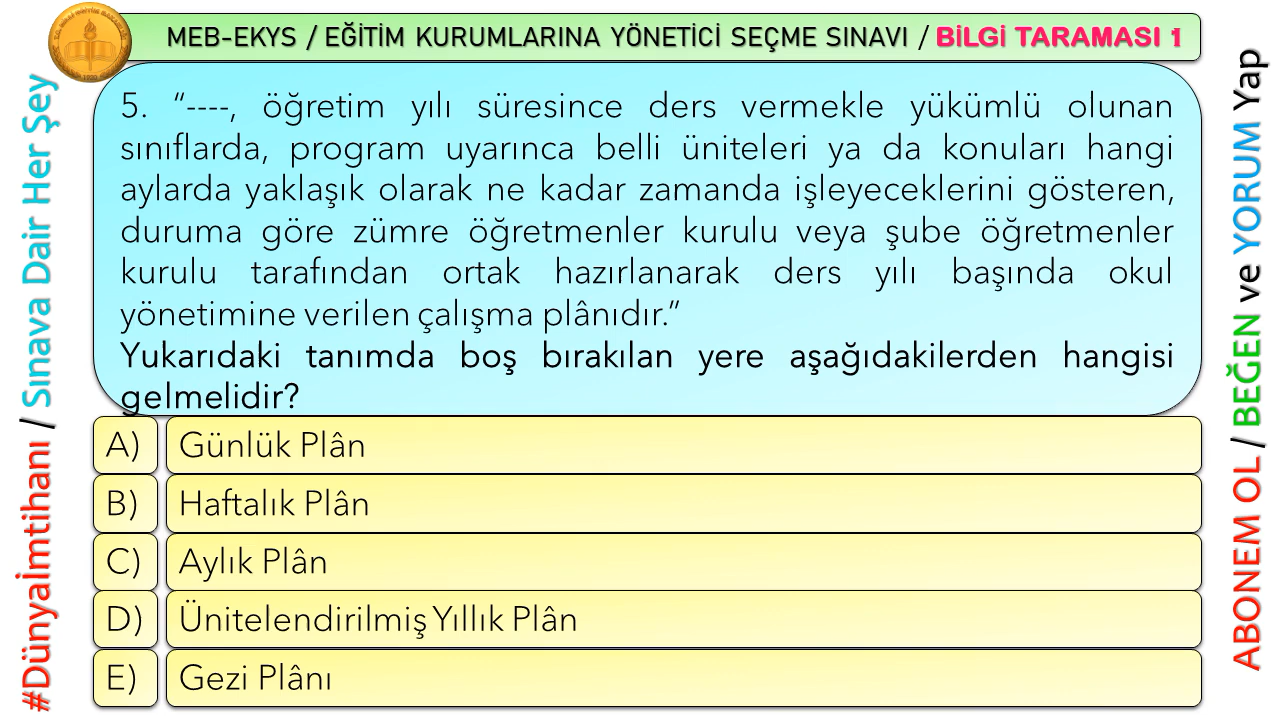 MEB-EKYS / EĞİTİM KURUMLARINA YÖNETİCİ SEÇME SINAVI / BİLGİ TARAMASI 1
5. “----, öğretim yılı süresince ders vermekle yükümlü olunan
sınıflarda, program uyarınca belli üniteleri ya da konuları hangi
aylarda yaklaşık olarak ne kadar zamanda işleyeceklerini gösteren,
duruma göre zümre öğretmenler kurulu veya şube öğretmenler
kurulu tarafından ortak hazırlanarak ders yılı başında okul
yönetimine verilen çalışma plânıdır.”
Yukarıdaki tanımda boş bırakılan yere aşağıdakilerden hangisi
gelmelidir?
A) Günlük Plân
B) Haftalık Plân
C) Aylık Plân
D) Ünitelendirilmiş Yıllık Plân
E) Gezi Plânı
#Dünyaİmtihanı / Sınava Dair Her Şey
ABONEM OL / BEĞEN ve YORUM Yap